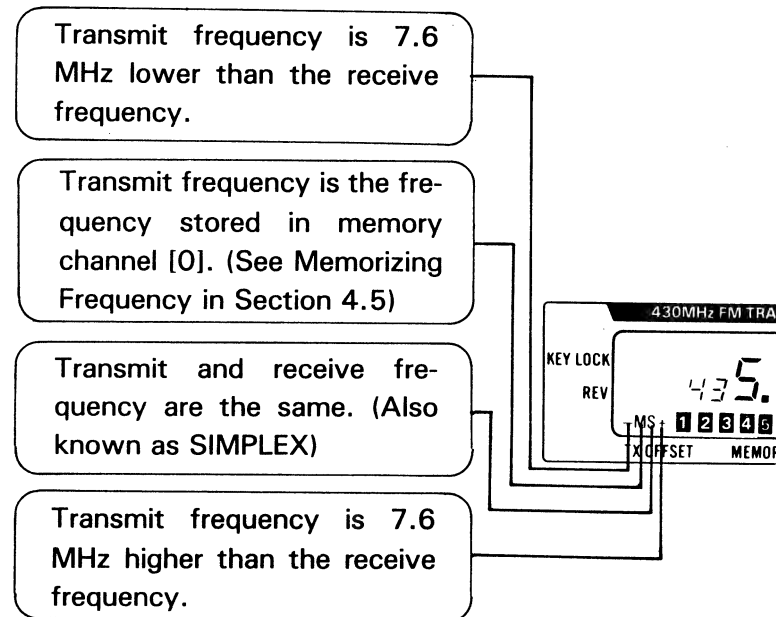 Transmit frequency is 7.6
MHz lower than the receive
frequency.
Transmit frequency is the fre-
quency stored in memory
channel [0]. (See Memorizing
Frequency in Section 4.5)
Transmit and receive fre-
quency are the same. (Also
known as SIMPLEX)
Transmit frequency is 7.6
MHz higher than the receive
frequency.
430MHz FM TRA
KEY LOCK
REV
435.
-MS+ 1 2 3 4 5
TX OFFSET MEMOR